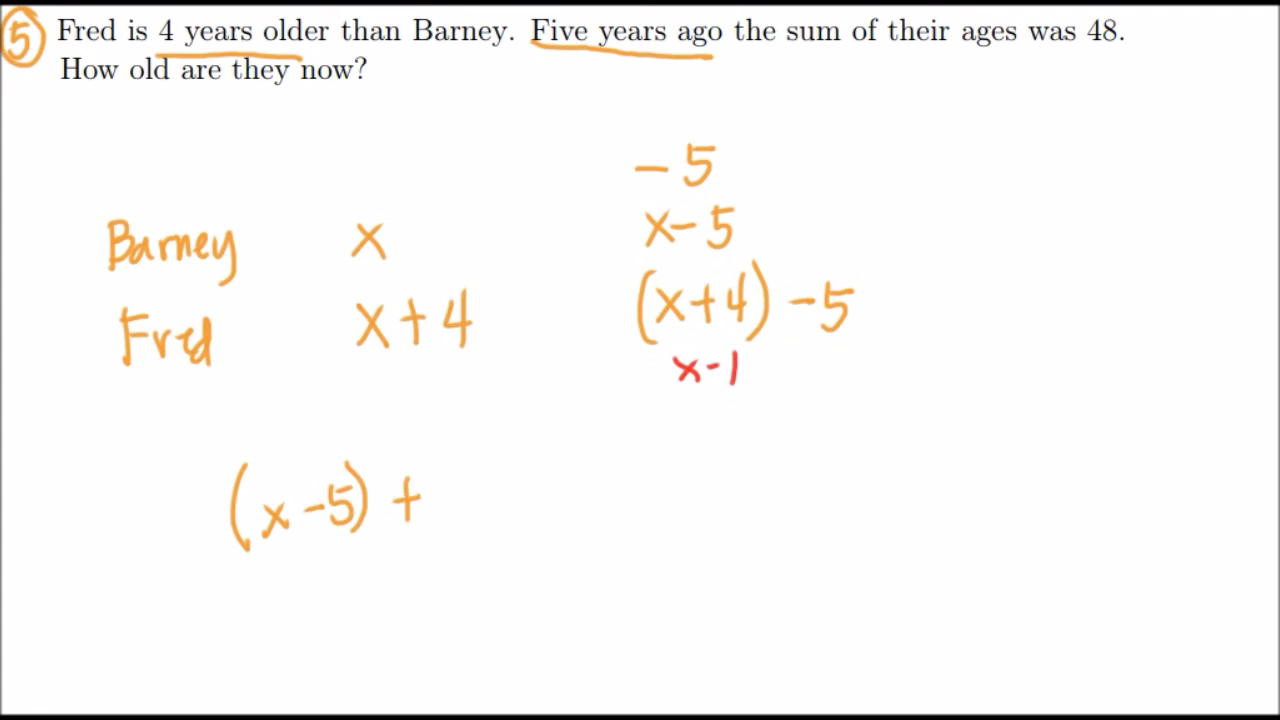 5 Fred is 4 years older than Barney. Five years ago the sum of their ages was 48.
How old are they now?
-5
Barney x x-5
Fred x+4 (x+4)-5
x-1
(x-5)+